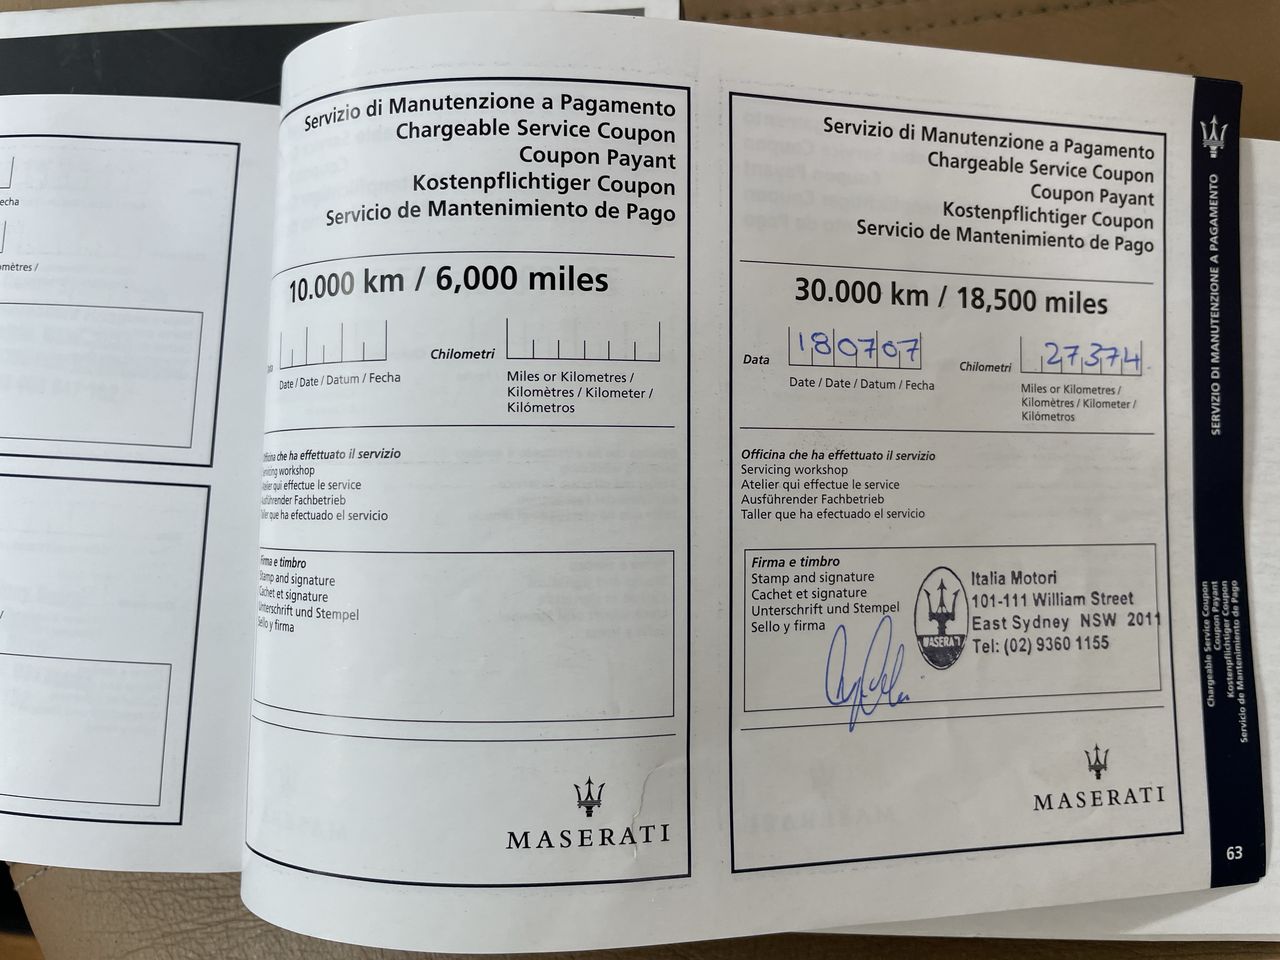 echa
omètres /
Servizio di Manutenzione a Pagamento
Chargeable Service Coupon
Coupon Payant
Kostenpflichtiger Coupon
Servicio de Mantenimiento de Pago
10.000 km / 6,000 miles
Chilometri
Date / Date / Datum / Fecha
Miles or Kilometres /
Kilomètres / Kilometer /
Kilómetros
Officina che ha effettuato il servizio
Servicing workshop
Atelier qui effectue le service
Ausführender Fachbetrieb
Taller que ha efectuado el servicio
Firma e timbro
Stamp and signature
Cachet et signature
Unterschrift und Stempel
Sello y firma
MASERATI
Servizio di Manutenzione a Pagamento
Chargeable Service Coupon
Coupon Payant
Kostenpflichtiger Coupon
Servicio de Mantenimiento de Pago
30.000 km / 18,500 miles
Data 180707 Chilometri 27374
Date / Date / Datum / Fecha
Miles or Kilometres /
Kilomètres / Kilometer /
Kilómetros
Officina che ha effettuato il servizio
Servicing workshop
Atelier qui effectue le service
Ausführender Fachbetrieb
Taller que ha efectuado el servicio
Firma e timbro
Stamp and signature
Cachet et signature
Unterschrift und Stempel
Sello y firma
MASERATI
Italia Motori
101-111 William Street
East Sydney NSW 2011
Tel: (02) 9360 1155
MASERATI
SERVIZIO DI MANUTENZIONE A PAGAMENTO
Chargeable Service Coupon
Coupon Payant
Kostenpflichtiger Coupon
Servicio de Mantenimiento de Pago
63